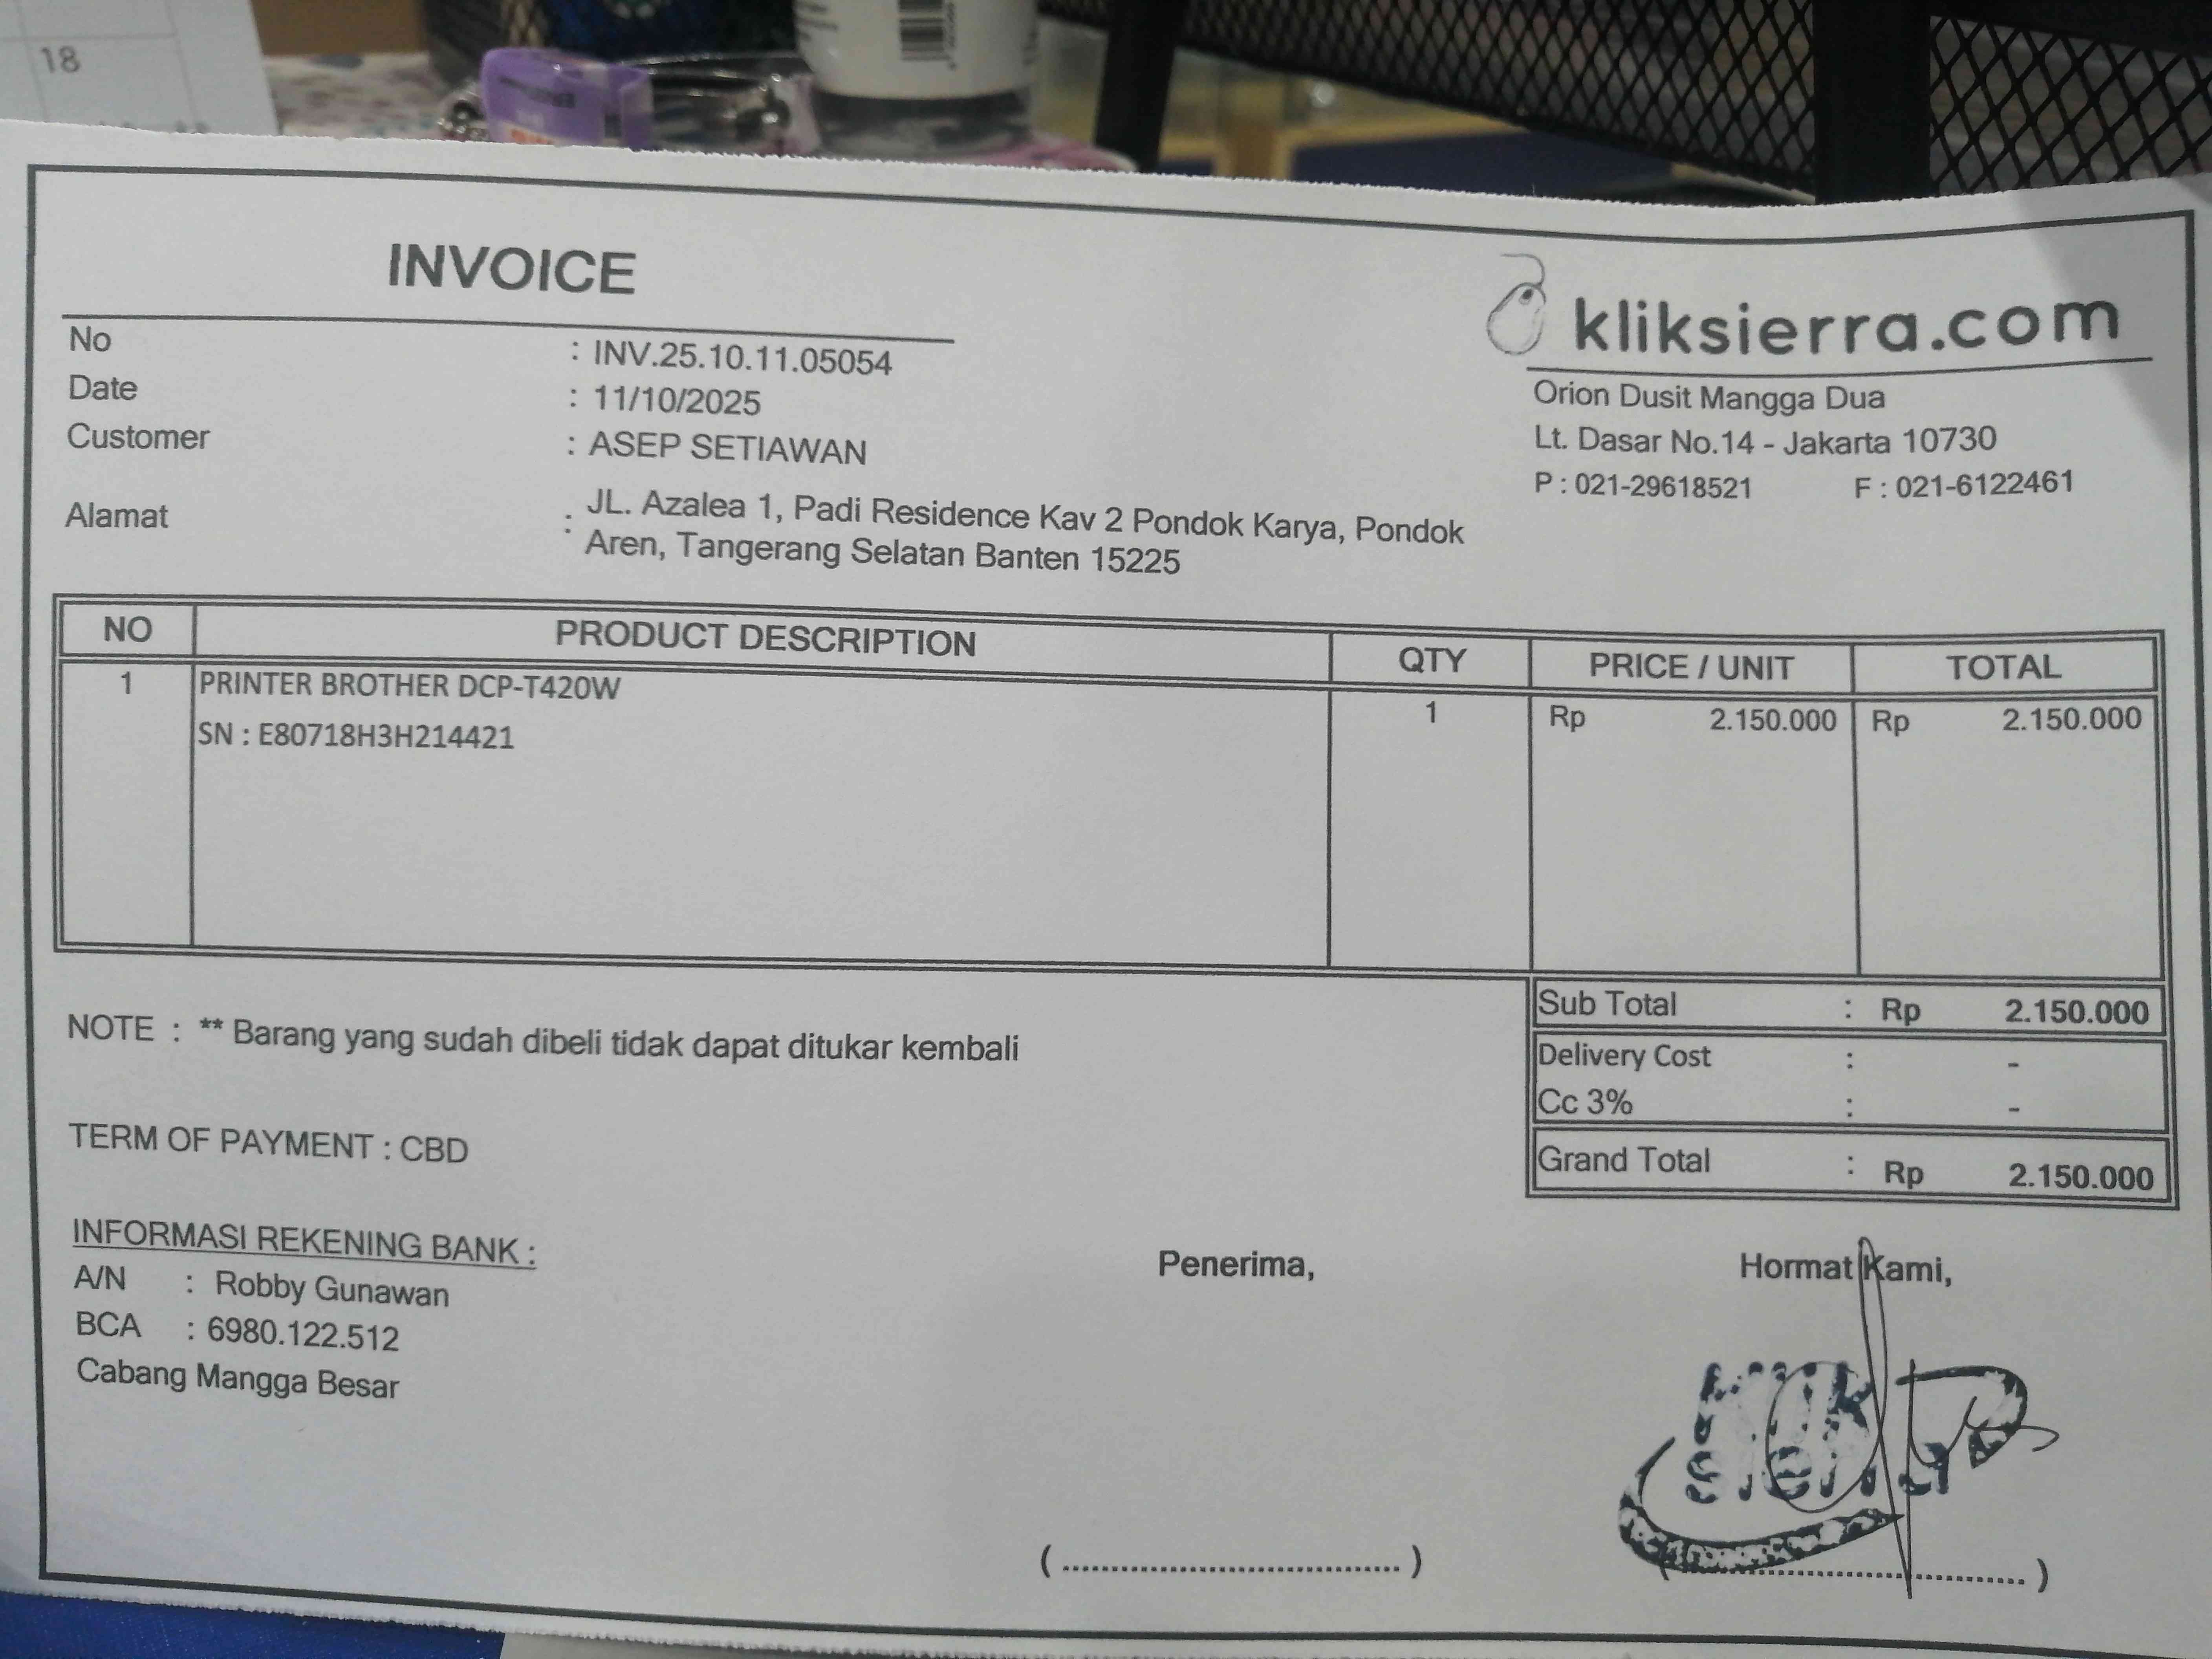 18
INVOICE
kliksierra.com
No : INV.25.10.11.05054
Date : 11/10/2025
Customer : ASEP SETIAWAN
Alamat : JL. Azalea 1, Padi Residence Kav 2 Pondok Karya, Pondok
Aren, Tangerang Selatan Banten 15225
Orion Dusit Mangga Dua
Lt. Dasar No.14 - Jakarta 10730
P : 021-29618521 F : 021-6122461
NO PRODUCT DESCRIPTION QTY PRICE / UNIT TOTAL
1 PRINTER BROTHER DCP-T420W 1 Rp 2.150.000 Rp 2.150.000
SN : E80718H3H214421
Sub Total : Rp 2.150.000
Delivery Cost : -
Cc 3% : -
Grand Total : Rp 2.150.000
NOTE : ** Barang yang sudah dibeli tidak dapat ditukar kembali
TERM OF PAYMENT : CBD
INFORMASI REKENING BANK :
A/N : Robby Gunawan
BCA : 6980.122.512
Cabang Mangga Besar
Penerima,
Hormat Kami,
( ........................................ )
( ........................................ )